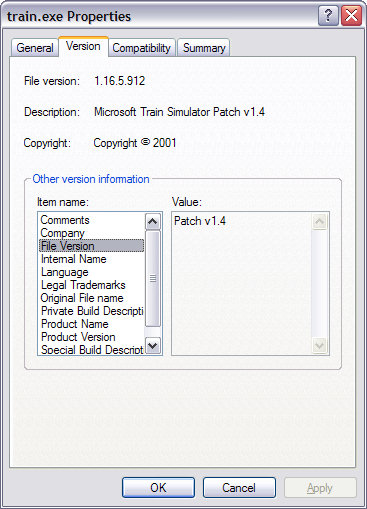 train.exe Properties
General Version Compatibility Summary
File version: 1.16.5.912
Description: Microsoft Train Simulator Patch v1.4
Copyright: Copyright © 2001
Other version information
Item name: Value:
Comments Patch v1.4
Company
File Version
Internal Name
Language
Legal Trademarks
Original File name
Private Build Descripti
Product Name
Product Version
Special Build Descript
OK Cancel Apply